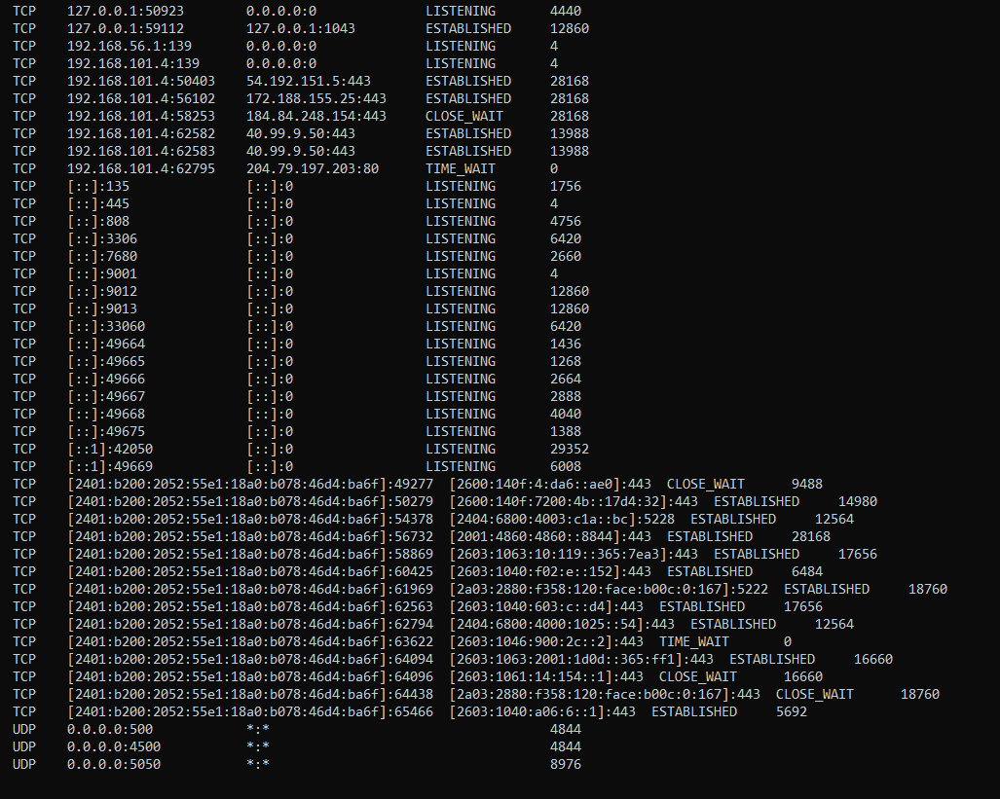 TCP    127.0.0.1:50923        0.0.0.0:0              LISTENING       4440
TCP    127.0.0.1:59112        127.0.0.1:1043         ESTABLISHED     12860
TCP    192.168.56.1:139       0.0.0.0:0              LISTENING       4
TCP    192.168.101.4:139      0.0.0.0:0              LISTENING       4
TCP    192.168.101.4:50403    54.192.151.5:443       ESTABLISHED     28168
TCP    192.168.101.4:56102    172.188.155.25:443     ESTABLISHED     28168
TCP    192.168.101.4:58253    184.84.248.154:443     CLOSE_WAIT      28168
TCP    192.168.101.4:62582    40.99.9.50:443         ESTABLISHED     13988
TCP    192.168.101.4:62583    40.99.9.50:443         ESTABLISHED     13988
TCP    192.168.101.4:62795    204.79.197.203:80      TIME_WAIT       0
TCP    [::]:135               [::]:0                 LISTENING       1756
TCP    [::]:445               [::]:0                 LISTENING       4
TCP    [::]:808               [::]:0                 LISTENING       4756
TCP    [::]:3306              [::]:0                 LISTENING       6420
TCP    [::]:7680              [::]:0                 LISTENING       2660
TCP    [::]:9001              [::]:0                 LISTENING       4
TCP    [::]:9012              [::]:0                 LISTENING       12860
TCP    [::]:9013              [::]:0                 LISTENING       12860
TCP    [::]:33060             [::]:0                 LISTENING       6420
TCP    [::]:49664             [::]:0                 LISTENING       1436
TCP    [::]:49665             [::]:0                 LISTENING       1268
TCP    [::]:49666             [::]:0                 LISTENING       2664
TCP    [::]:49667             [::]:0                 LISTENING       2888
TCP    [::]:49668             [::]:0                 LISTENING       4040
TCP    [::]:49675             [::]:0                 LISTENING       1388
TCP    [::1]:42050            [::]:0                 LISTENING       29352
TCP    [::1]:49669            [::]:0                 LISTENING       6008
TCP    [2401:b200:2052:55e1:18a0:b078:46d4:ba6f]:49277  [2600:140f:4:da6::ae0]:443  CLOSE_WAIT      9488
TCP    [2401:b200:2052:55e1:18a0:b078:46d4:ba6f]:50279  [2600:140f:7200:4b::17d4:32]:443  ESTABLISHED     14980
TCP    [2401:b200:2052:55e1:18a0:b078:46d4:ba6f]:54378  [2404:6800:4003:c1a::bc]:5228  ESTABLISHED     12564
TCP    [2401:b200:2052:55e1:18a0:b078:46d4:ba6f]:56732  [2001:4860:4860::8844]:443  ESTABLISHED     28168
TCP    [2401:b200:2052:55e1:18a0:b078:46d4:ba6f]:58869  [2603:1063:10:119::365:7ea3]:443  ESTABLISHED     17656
TCP    [2401:b200:2052:55e1:18a0:b078:46d4:ba6f]:60425  [2603:1040:f02:e::152]:443  ESTABLISHED     6484
TCP    [2401:b200:2052:55e1:18a0:b078:46d4:ba6f]:61969  [2a03:2880:f358:120:face:b00c:0:167]:5222  ESTABLISHED     18760
TCP    [2401:b200:2052:55e1:18a0:b078:46d4:ba6f]:62563  [2603:1040:603:c::d4]:443  ESTABLISHED     17656
TCP    [2401:b200:2052:55e1:18a0:b078:46d4:ba6f]:62794  [2404:6800:4000:1025::54]:443  ESTABLISHED     12564
TCP    [2401:b200:2052:55e1:18a0:b078:46d4:ba6f]:63622  [2603:1046:900:2c::2]:443  TIME_WAIT       0
TCP    [2401:b200:2052:55e1:18a0:b078:46d4:ba6f]:64094  [2603:1063:2001:1d0d::365:ff1]:443  ESTABLISHED     16660
TCP    [2401:b200:2052:55e1:18a0:b078:46d4:ba6f]:64096  [2603:1061:14:154::1]:443  CLOSE_WAIT      16660
TCP    [2401:b200:2052:55e1:18a0:b078:46d4:ba6f]:64438  [2a03:2880:f358:120:face:b00c:0:167]:443  CLOSE_WAIT      18760
TCP    [2401:b200:2052:55e1:18a0:b078:46d4:ba6f]:65466  [2603:1040:a06:6::1]:443  ESTABLISHED     5692
UDP    0.0.0.0:500            *:*                                    4844
UDP    0.0.0.0:4500           *:*                                    4844
UDP    0.0.0.0:5050           *:*                                    8976